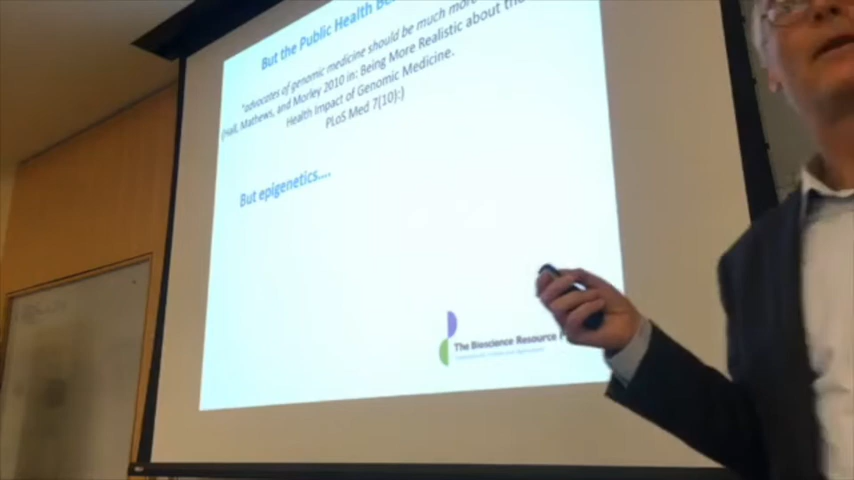 But the Public Health
"advocates of genomic medicine should be much more
(Hall, Mathews, and Morley 2010 in: Being More Realistic about the
Health Impact of Genomic Medicine.
PLoS Med 7(10):)
But epigenetics....
The Bioscience Resource